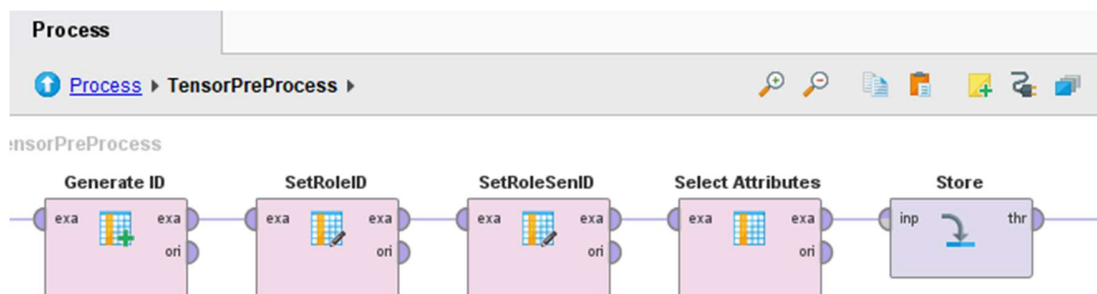 Process
Process TensorPreProcess
ensorPreProcess
Generate ID SetRoleID SetRoleSenID Select Attributes Store
exa exa exa exa exa exa exa exa inp thr
ori ori ori ori